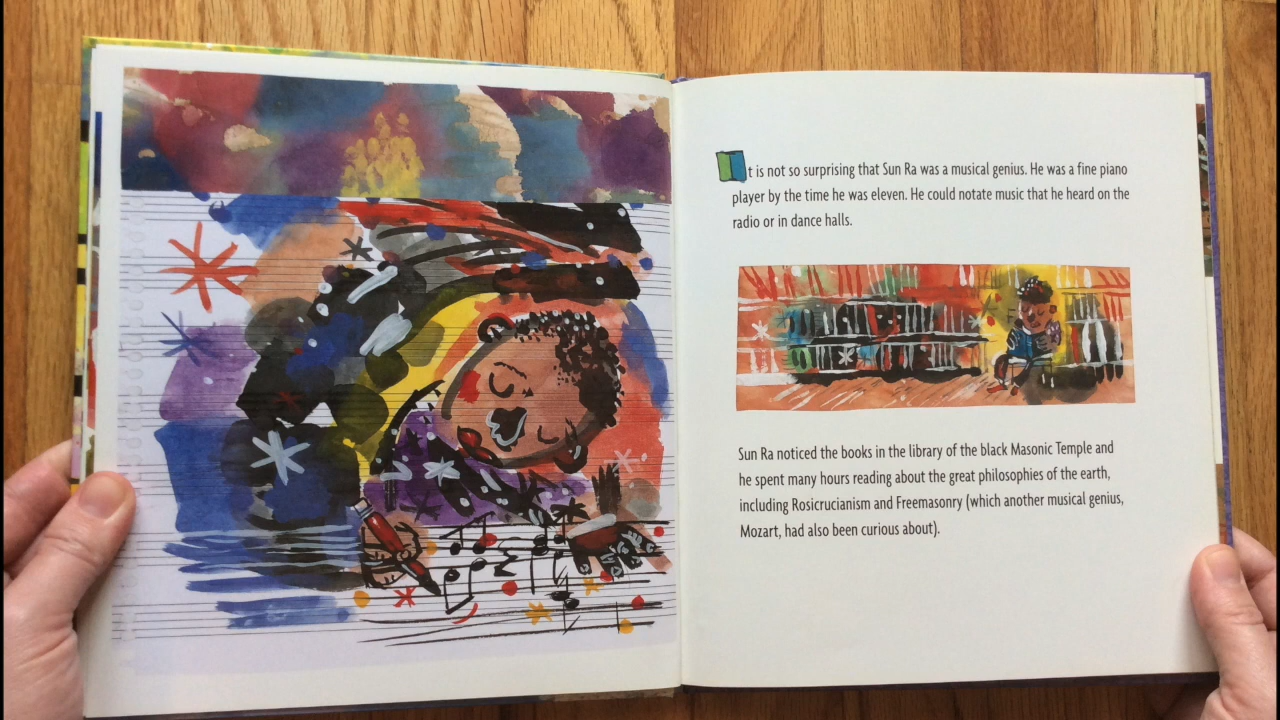 It is not so surprising that Sun Ra was a musical genius. He was a fine piano
player by the time he was eleven. He could notate music that he heard on the
radio or in dance halls.
Sun Ra noticed the books in the library of the black Masonic Temple and
he spent many hours reading about the great philosophies of the earth,
including Rosicrucianism and Freemasonry (which another musical genius,
Mozart, had also been curious about).